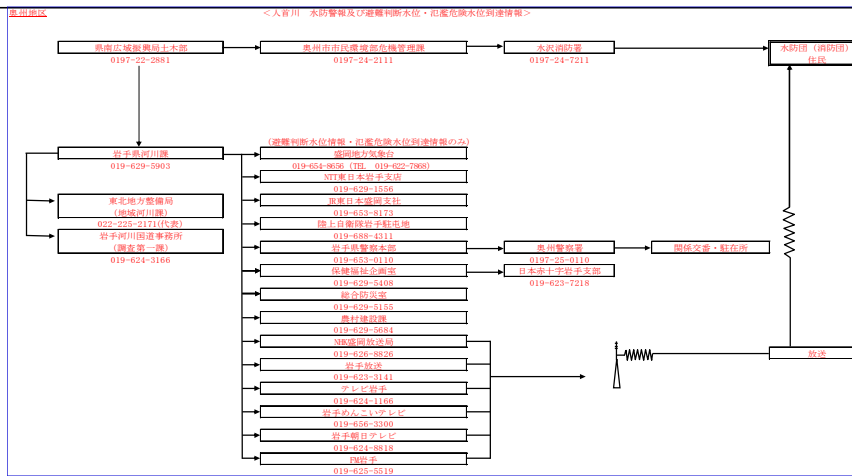 奥州地区
＜人首川　水防警報及び避難判断水位・氾濫危険水位到達情報＞
県南広域振興局土木部
0197-22-2881
奥州市市民環境部危機管理課
0197-24-2111
水沢消防署
0197-24-7211
水防団（消防団）
住民
岩手県河川課
019-629-5903
東北地方整備局
（地域河川課）
022-225-2171(代表)
岩手河川国道事務所
（調査第一課）
019-624-3166
(避難判断水位情報・氾濫危険水位到達情報のみ)
盛岡地方気象台
019-654-8656（TEL　019-622-7868）
NTT東日本岩手支店
019-629-1556
JR東日本盛岡支社
019-653-8173
陸上自衛隊岩手駐屯地
019-688-4311
岩手県警察本部
019-653-0110
奥州警察署
0197-25-0110
関係交番・駐在所
保健福祉企画室
019-629-5408
日本赤十字岩手支部
019-623-7218
総合防災室
019-629-5155
農村建設課
019-629-5684
NHK盛岡放送局
019-626-8826
岩手放送
019-623-3141
テレビ岩手
019-624-1166
岩手めんこいテレビ
019-656-3300
岩手朝日テレビ
019-624-8818
FM岩手
019-625-5519
放送